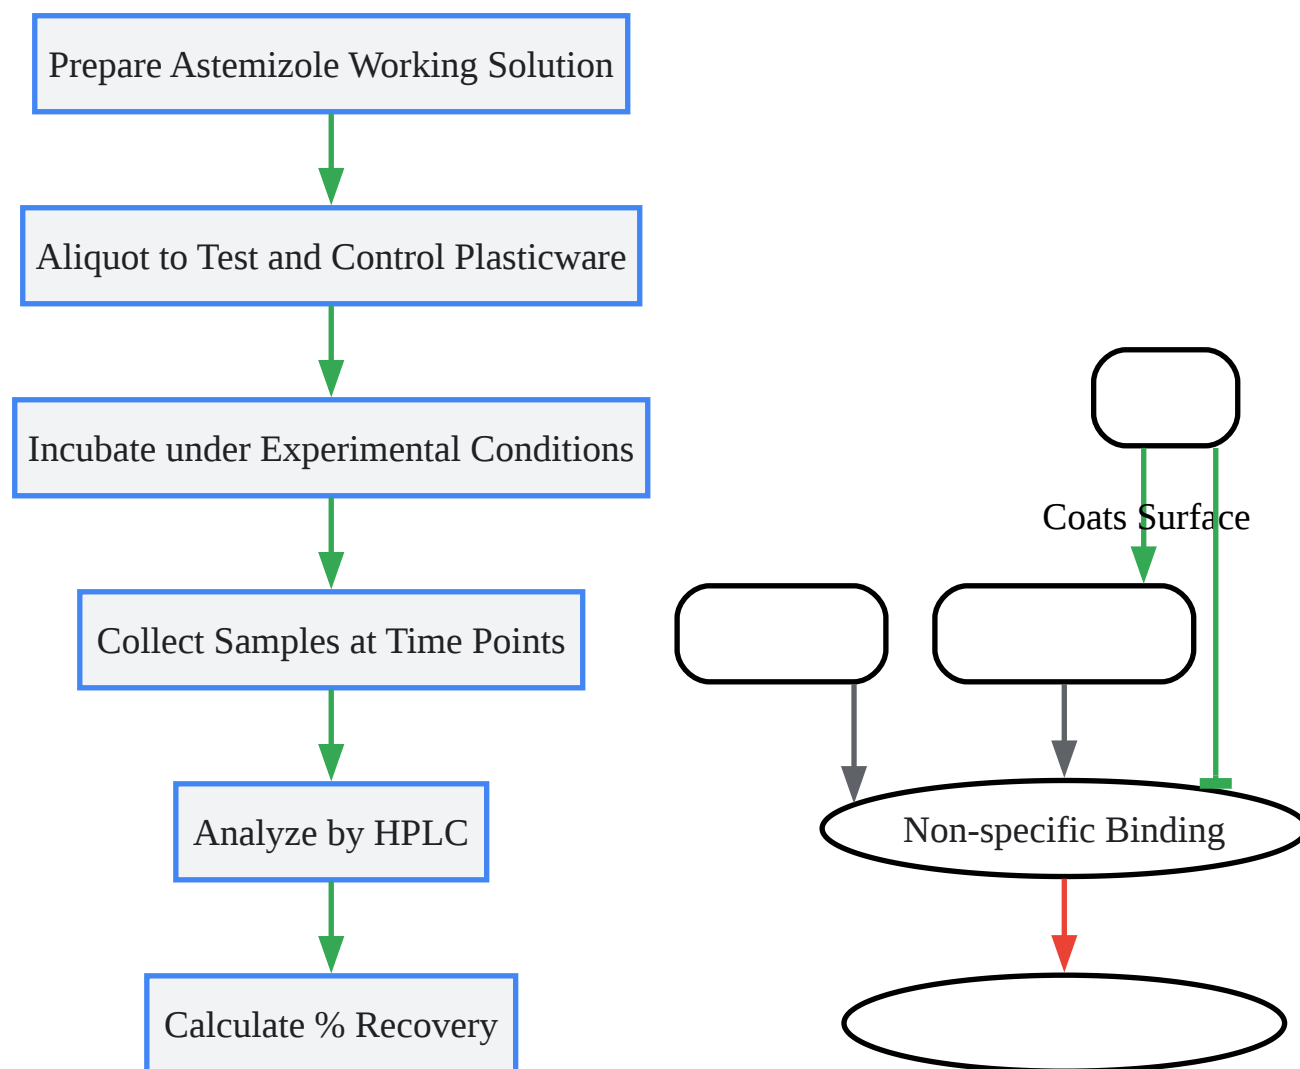 Prepare Astemizole Working Solution
Aliquot to Test and Control Plasticware
Incubate under Experimental Conditions
Collect Samples at Time Points
Analyze by HPLC
Calculate % Recovery
Coats Surface
Non-specific Binding